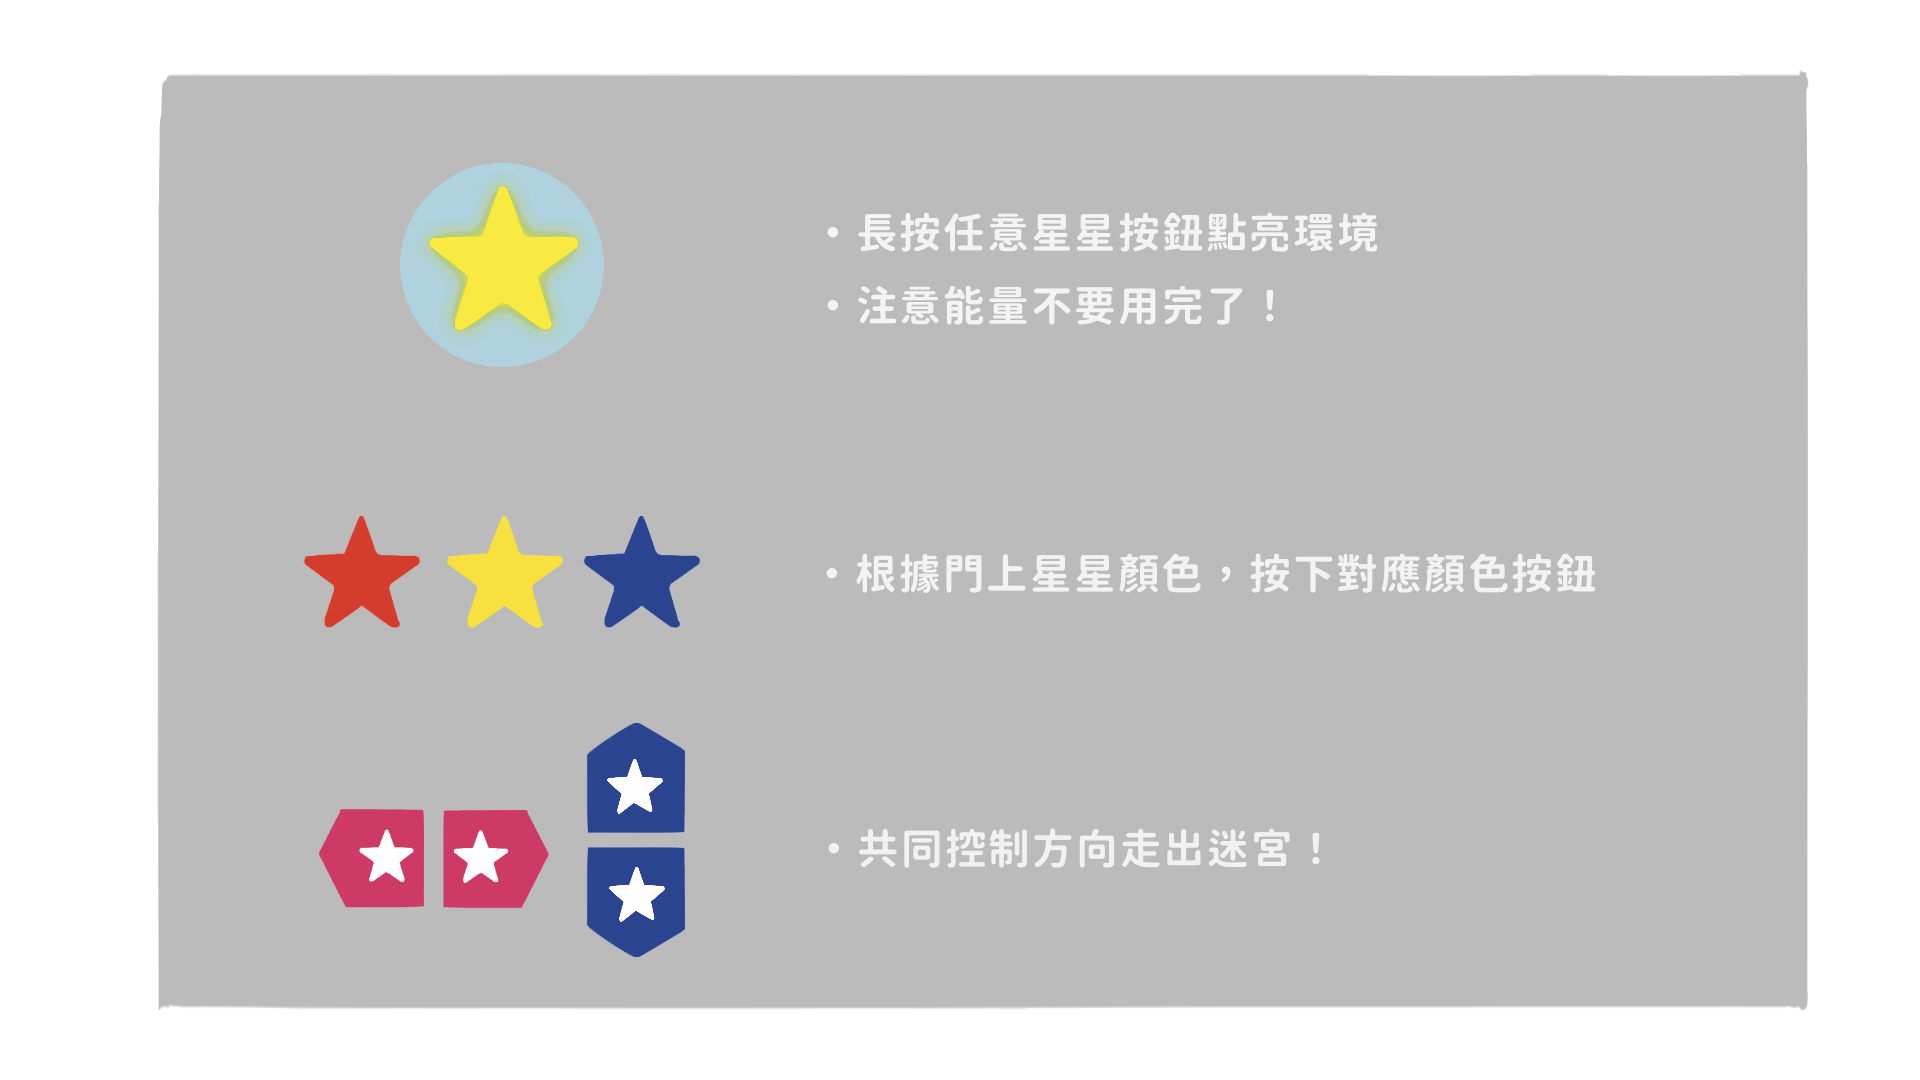 • 長按任意星星按鈕點亮環境
• 注意能量不要用完了！
• 根據門上星星顏色，按下對應顏色按鈕
• 共同控制方向走出迷宮！